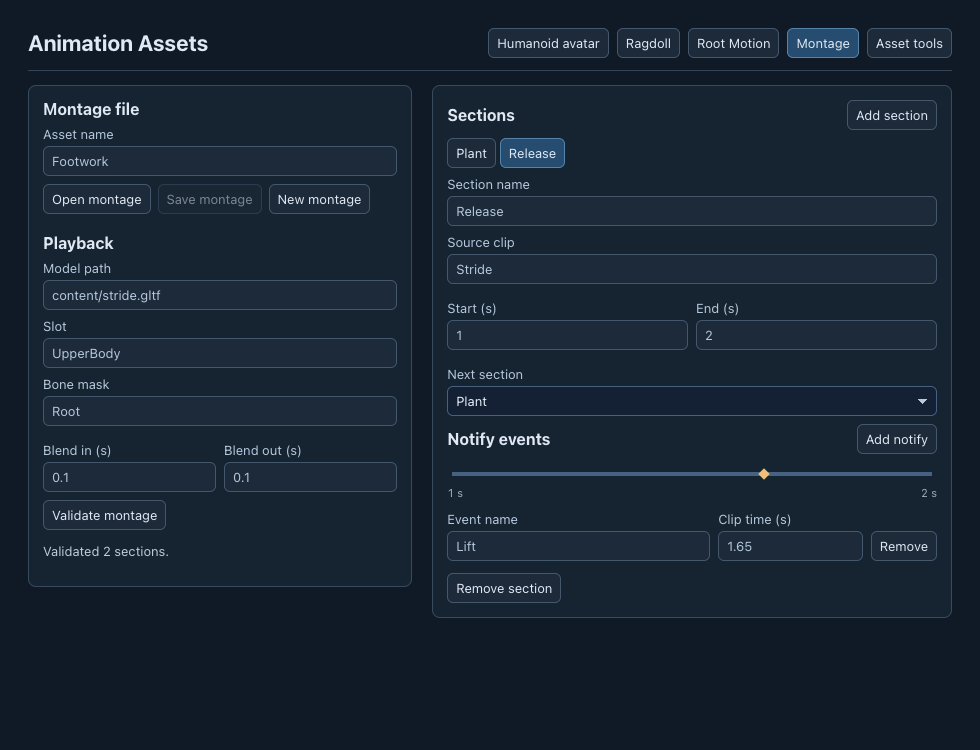 Animation Assets
Humanoid avatar
Ragdoll
Root Motion
Montage
Asset tools
Montage file
Asset name
Footwork
Open montage
Save montage
New montage
Playback
Model path
content/stride.gltf
Slot
UpperBody
Bone mask
Root
Blend in (s)
Blend out (s)
0.1
0.1
Validate montage
Validated 2 sections.
Sections
Add section
Plant
Release
Section name
Release
Source clip
Stride
Start (s)
End (s)
1
2
Next section
Plant
Notify events
Add notify
1 s
2 s
Event name
Clip time (s)
Lift
1.65
Remove
Remove section